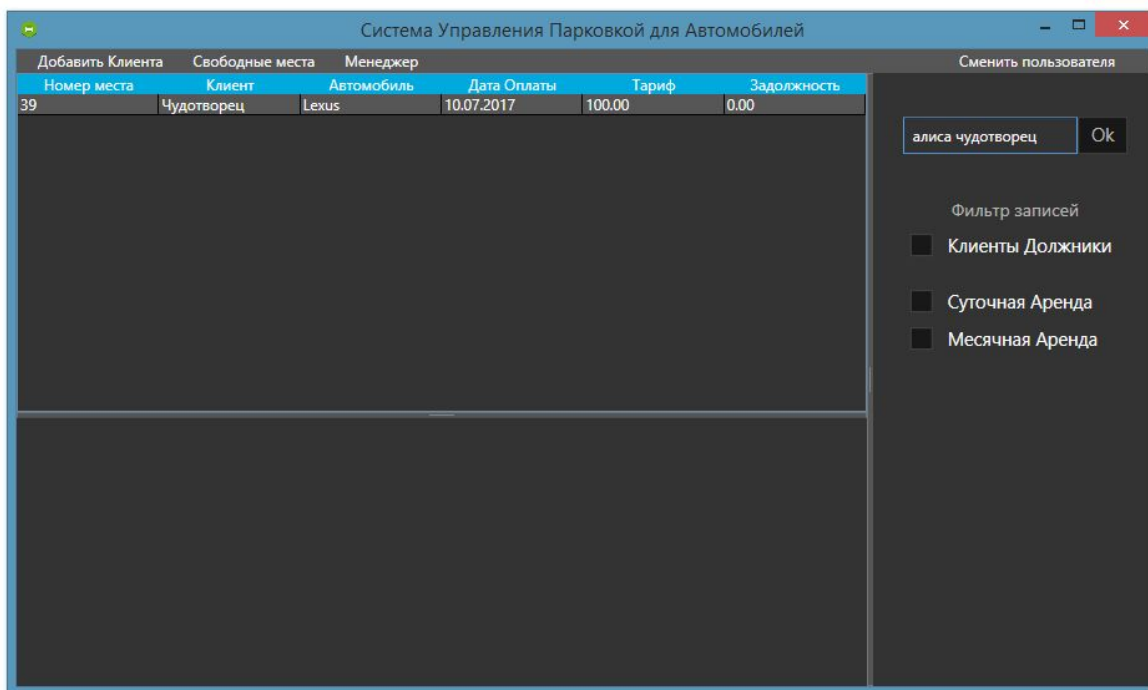 Система Управления Парковкой для Автомобилей
Добавить Клиента Свободные места Менеджер Сменить пользователя
Номер места Клиент Автомобиль Дата Оплаты Тариф Задолжность
39 Чудотворец Lexus 10.07.2017 100.00 0.00
алиса чудотворец Ok
Фильтр записей
Клиенты Должники
Суточная Аренда
Месячная Аренда